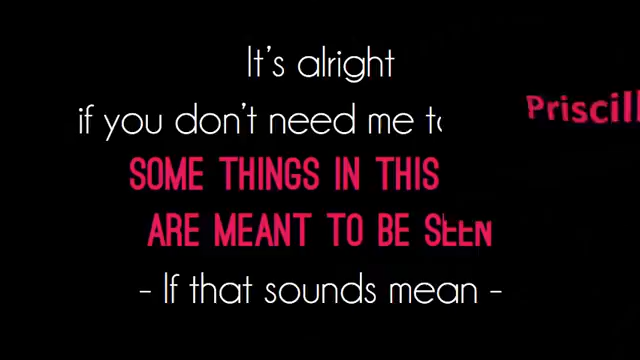 It's alright
if you don't need me
Priscill
SOME THINGS IN THIS
ARE MEANT TO BE SEEN
- If that sounds mean -